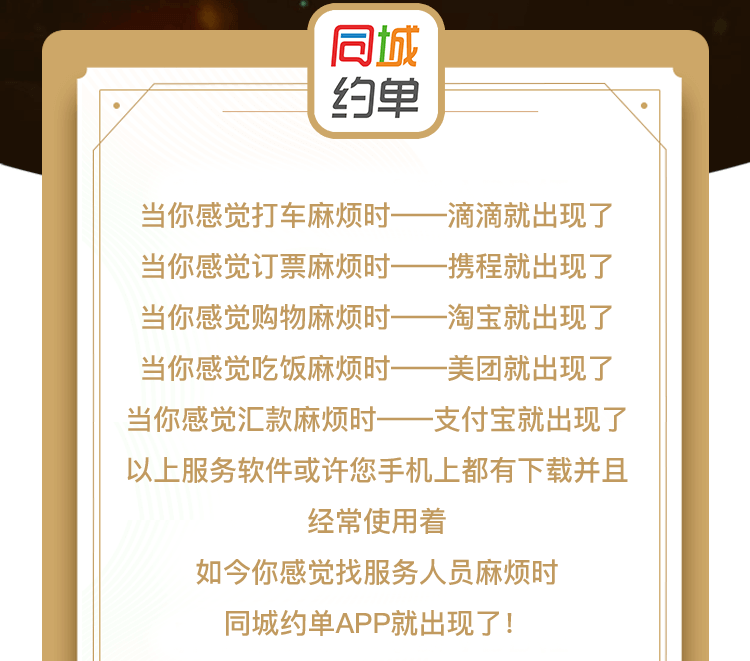 同城
约单
当你感觉打车麻烦时——滴滴就出现了
当你感觉订票麻烦时——携程就出现了
当你感觉购物麻烦时——淘宝就出现了
当你感觉吃饭麻烦时——美团就出现了
当你感觉汇款麻烦时——支付宝就出现了
以上服务软件或许您手机上都有下载并且
经常使用着
如今你感觉找服务人员麻烦时
同城约单APP就出现了！